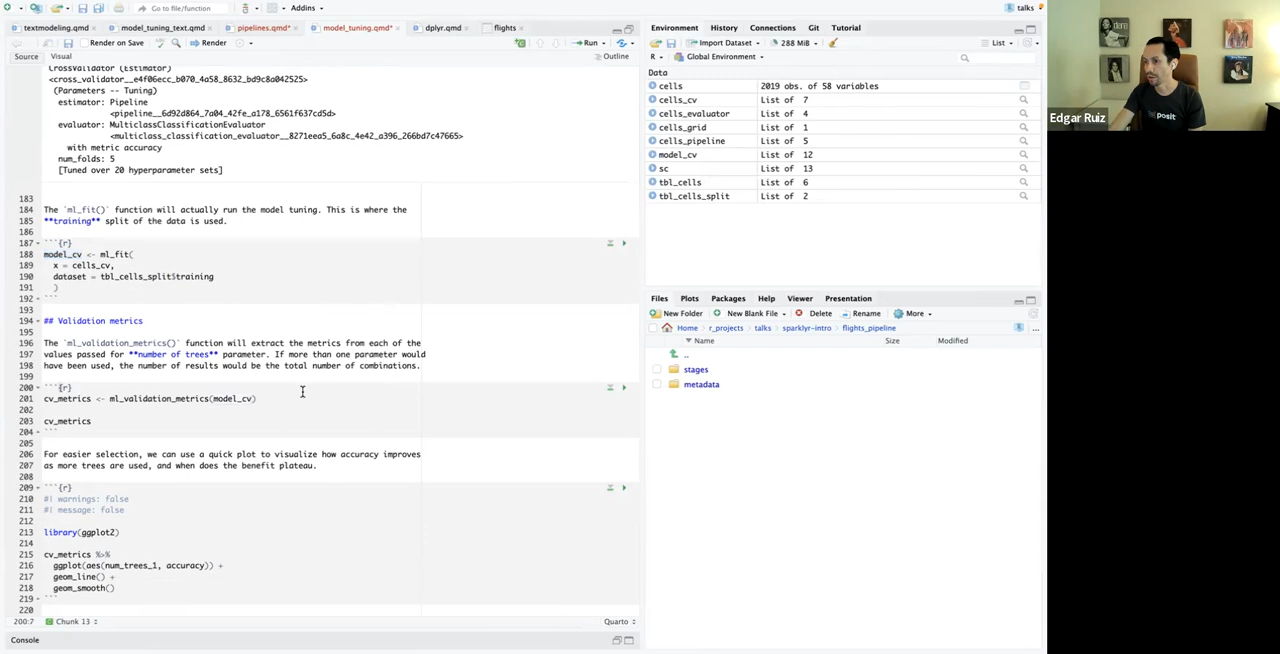 Go to file/function
Addins
talks
textmodeling.qmd
model_tuning_text.qmd
pipelines.qmd*
model_tuning.qmd*
dplyr.qmd
flights
Render on Save
Render
Run
Source
Visual
Outline
CrossValidator (Estimator)
<cross_validator__e4f06ecc_b070_4a58_8632_bd9c8a042525>
(Parameters -- Tuning)
estimator: Pipeline
<pipeline__6d92d864_7a04_42fe_a178_6561f637cd5d>
evaluator: MulticlassClassificationEvaluator
<multiclass_classification_evaluator__8271eea5_6a8c_4e42_a396_266bd7c47665>
with metric accuracy
num_folds: 5
[Tuned over 20 hyperparameter sets]
183
184 The `ml_fit()` function will actually run the model tuning. This is where the
185 **training** split of the data is used.
186
187 ```{r}
188 model_cv <- ml_fit(
189 x = cells_cv,
190 dataset = tbl_cells_split$training
191 )
192 ```
193
194 ## Validation metrics
195
196 The `ml_validation_metrics()` function will extract the metrics from each of the
197 values passed for **number of trees** parameter. If more than one parameter would
198 have been used, the number of results would be the total number of combinations.
199
200 ```{r}
201 cv_metrics <- ml_validation_metrics(model_cv)
202
203 cv_metrics
204 ```
205
206 For easier selection, we can use a quick plot to visualize how accuracy improves
207 as more trees are used, and when does the benefit plateau.
208
209 ```{r}
210 #| warnings: false
211 #| message: false
212
213 library(ggplot2)
214
215 cv_metrics %>%
216 ggplot(aes(num_trees_1, accuracy)) +
217 geom_line() +
218 geom_smooth()
219 ```
220
200:7
Chunk 13
Quarto
Console
Environment
History
Connections
Git
Tutorial
Import Dataset
288 MiB
List
R
Global Environment
Data
cells 2019 obs. of 58 variables
cells_cv List of 7
cells_evaluator List of 4
cells_grid List of 1
cells_pipeline List of 5
model_cv List of 12
sc List of 13
tbl_cells List of 6
tbl_cells_split List of 2
Files
Plots
Packages
Help
Viewer
Presentation
New Folder
New Blank File
Delete
Rename
More
Home
r_projects
talks
sparklyr-intro
flights_pipeline
...
Name
Size
Modified
..
stages
metadata
posit
Edgar Ruiz